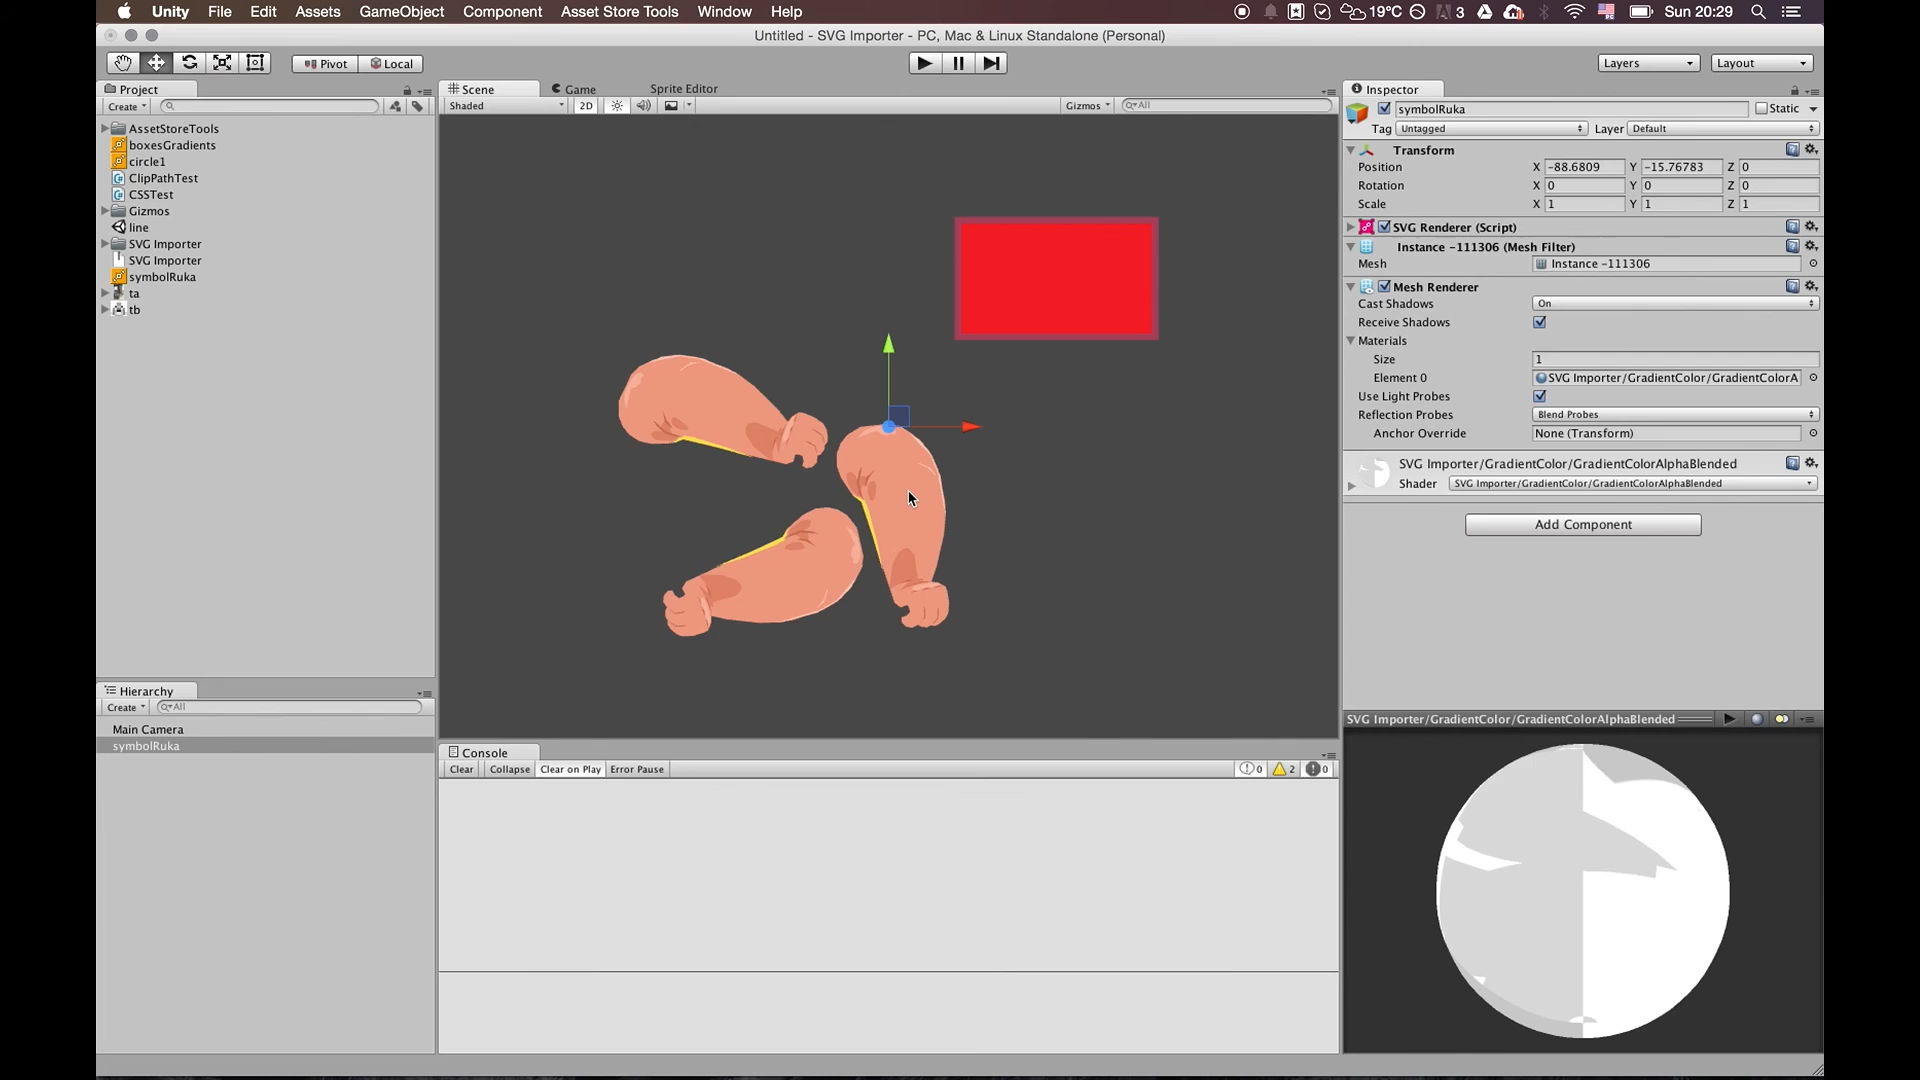 Unity File Edit Assets GameObject Component Asset Store Tools Window Help 3 19°C Sun 20:29
Untitled - SVG Importer - PC, Mac & Linux Standalone (Personal)
Pivot Local Layers Layout
Project
Create
AssetStoreTools
boxesGradients
circle1
ClipPathTest
CSSTest
Gizmos
line
SVG Importer
SVG Importer
symbolRuka
ta
tb
Hierarchy
Create All
Main Camera
symbolRuka
Scene Game Sprite Editor
Shaded 2D Gizmos All
Console
Clear Collapse Clear on Play Error Pause 0 2 0
Inspector
symbolRuka Static
Tag Untagged Layer Default
Transform
Position X -88.6809 Y -15.76783 Z 0
Rotation X 0 Y 0 Z 0
Scale X 1 Y 1 Z 1
SVG Renderer (Script)
Instance -111306 (Mesh Filter)
Mesh Instance -111306
Mesh Renderer
Cast Shadows On
Receive Shadows
Materials
Size 1
Element 0 SVG Importer/GradientColor/GradientColorA
Use Light Probes
Reflection Probes Blend Probes
Anchor Override None (Transform)
SVG Importer/GradientColor/GradientColorAlphaBlended
Shader SVG Importer/GradientColor/GradientColorAlphaBlended
Add Component
SVG Importer/GradientColor/GradientColorAlphaBlended